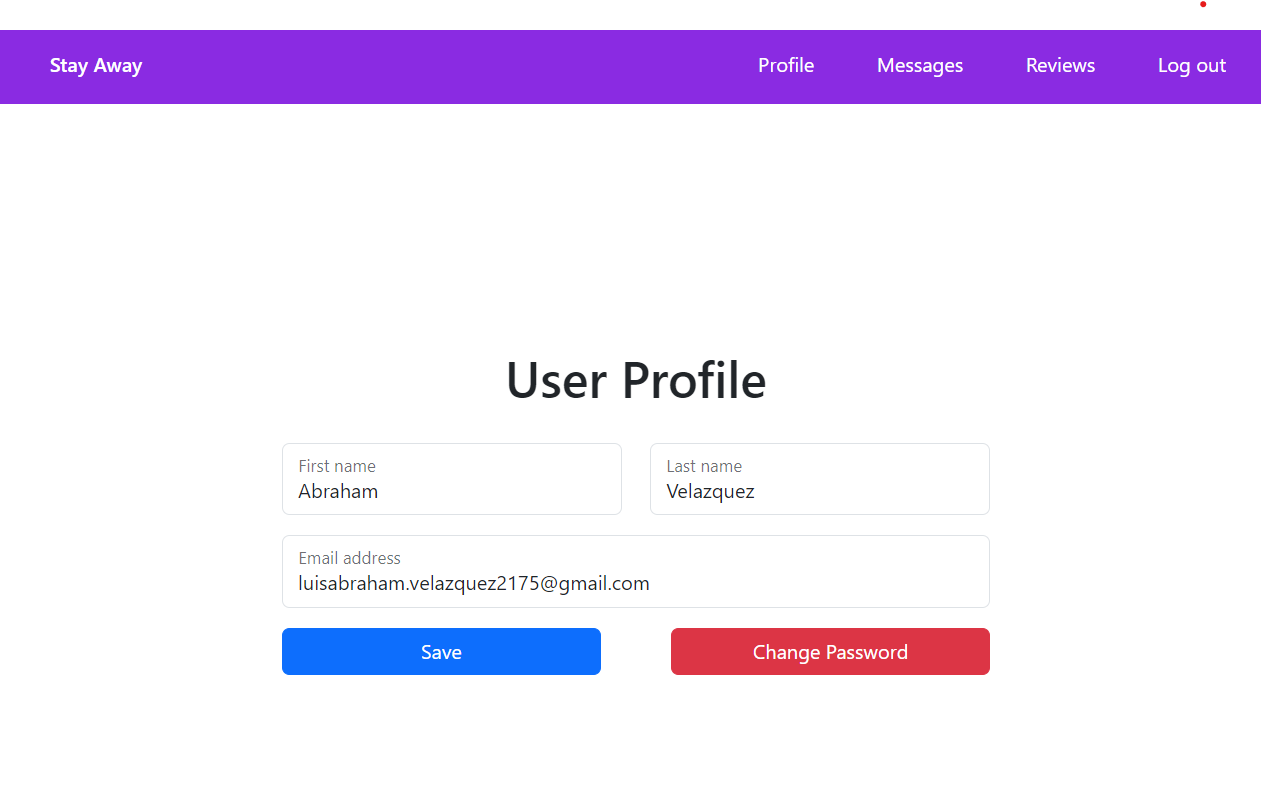 Stay Away Profile Messages Reviews Log out
User Profile
First name Last name
Abraham Velazquez
Email address
luisabraham.velazquez2175@gmail.com
Save Change Password